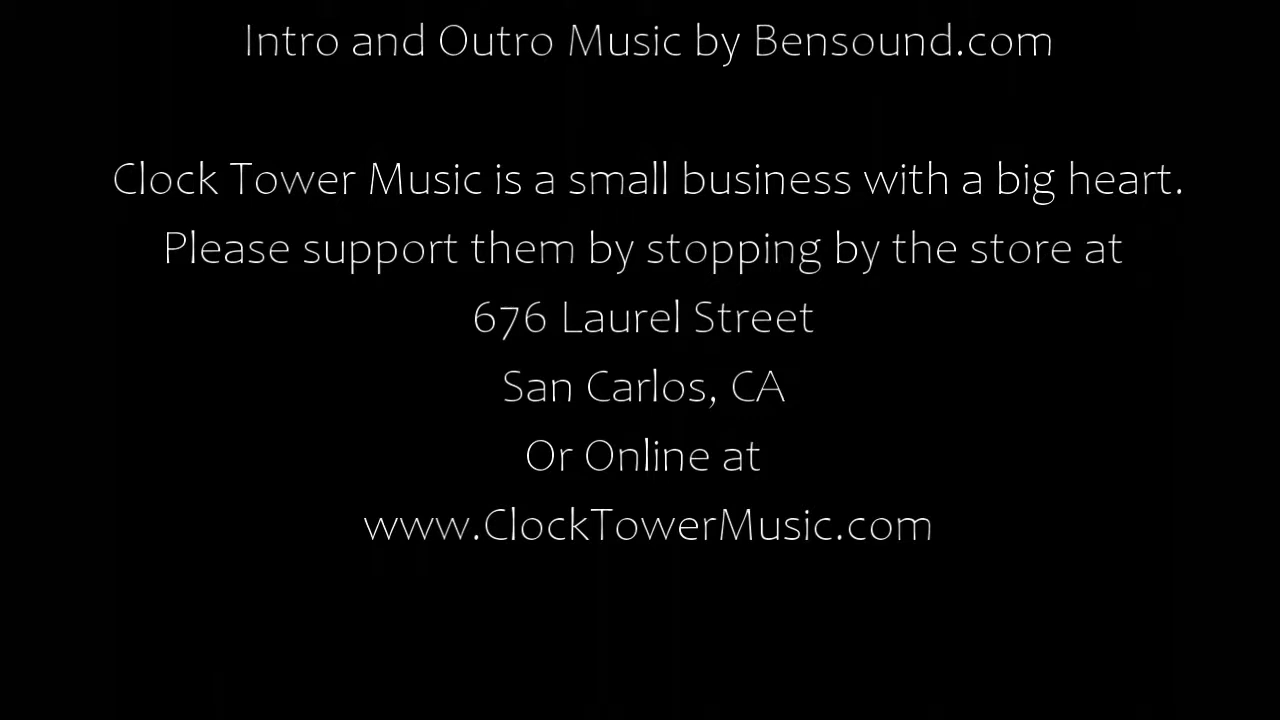 Intro and Outro Music by Bensound.com
Clock Tower Music is a small business with a big heart.
Please support them by stopping by the store at
676 Laurel Street
San Carlos, CA
Or Online at
www.ClockTowerMusic.com